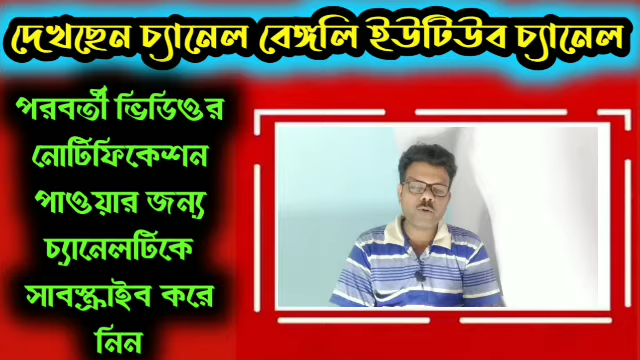 দেখছেন চ্যানেল বেঙ্গলি ইউটিউব চ্যানেল
পরবর্তী ভিডিওর
নোটিফিকেশন
পাওয়ার জন্য
চ্যানেলটিকে
সাবস্ক্রাইব করে
নিন